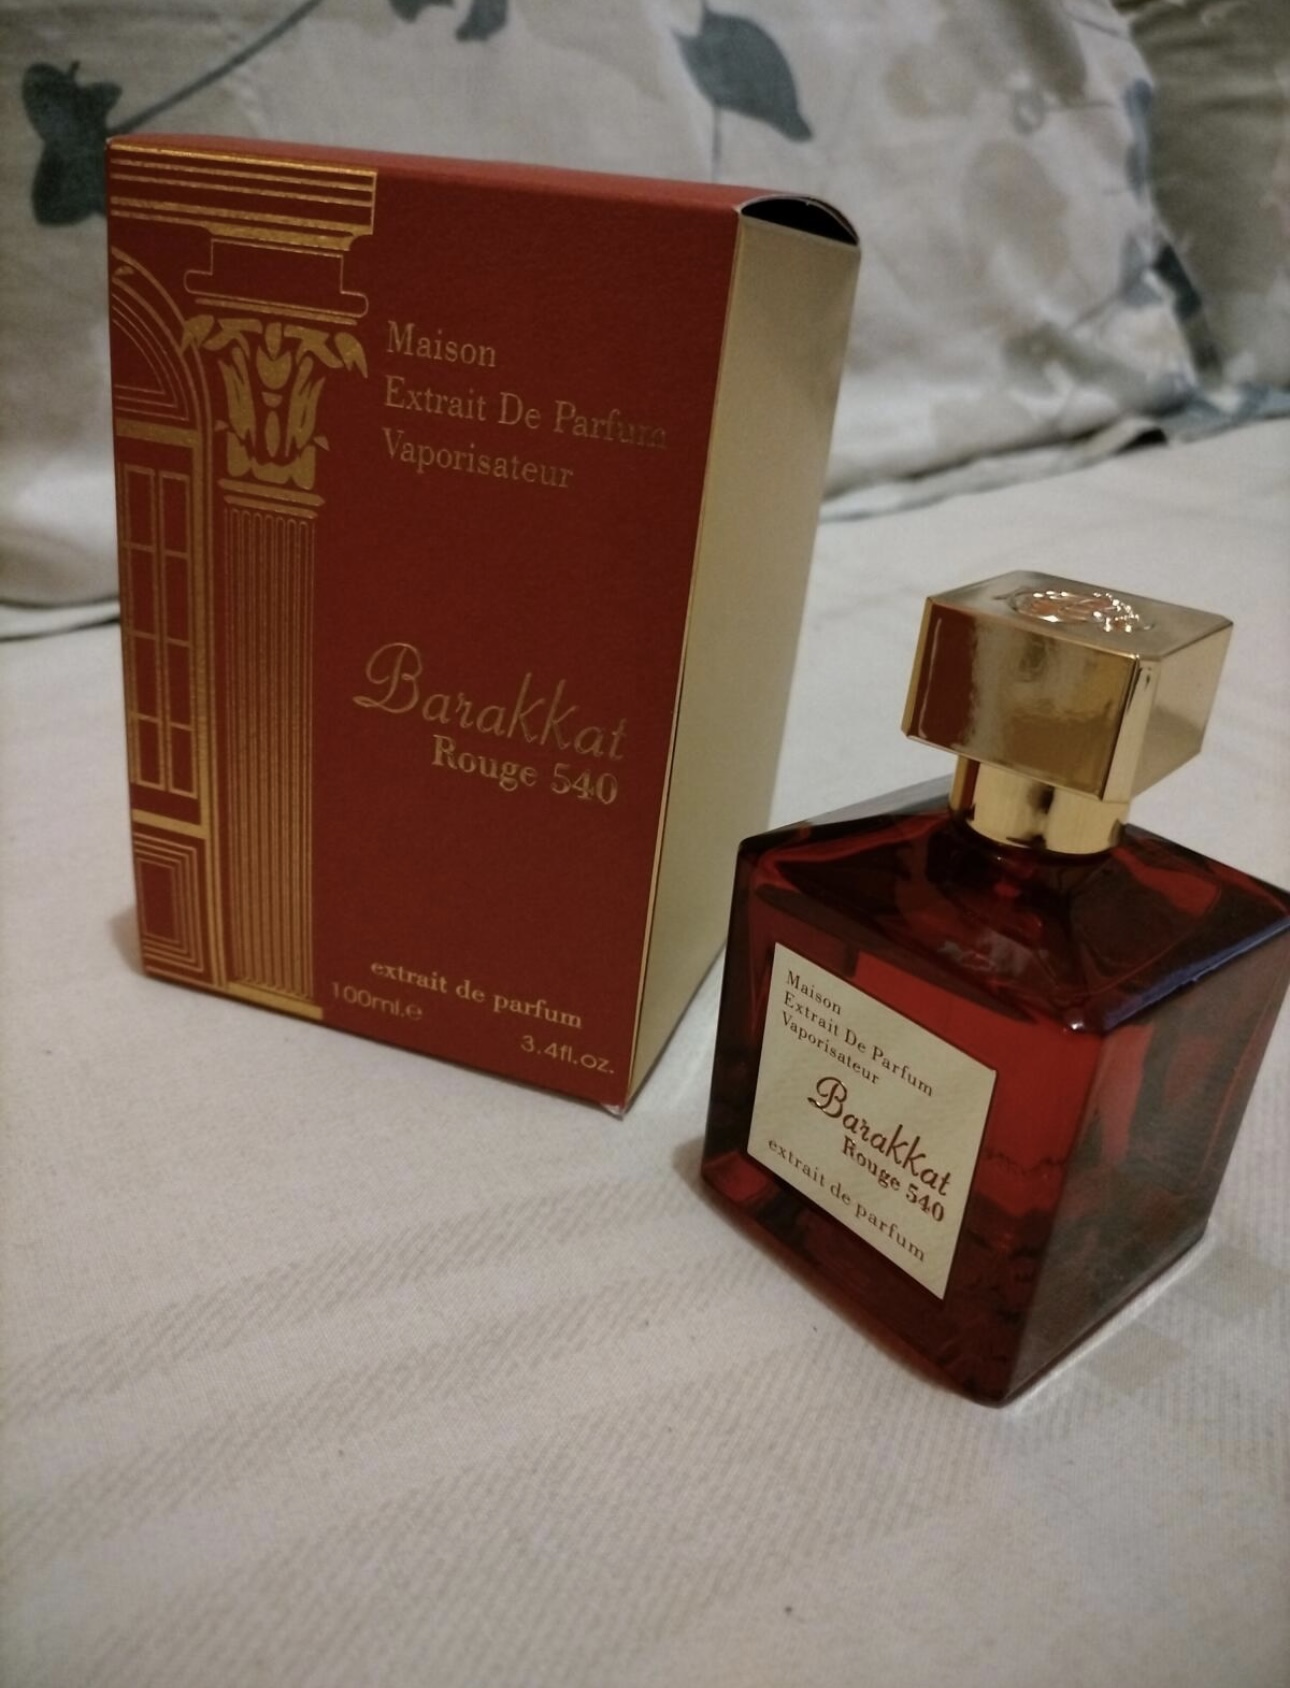 Maison
Extrait De Parfum
Vaporisateur
Barakkat
Rouge 540
extrait de parfum
100ml.e
3.4fl.oz.
Maison
Extrait De Parfum
Vaporisateur
Barakkat
Rouge 540
extrait de parfum